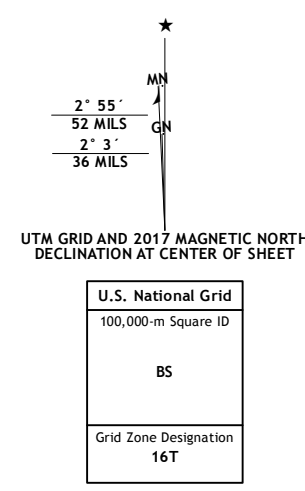 ★
MN
2° 55´
52 MILS
GN
2° 3´
36 MILS
UTM GRID AND 2017 MAGNETIC NORTH
DECLINATION AT CENTER OF SHEET
U.S. National Grid
100,000-m Square ID
BS
Grid Zone Designation
16T